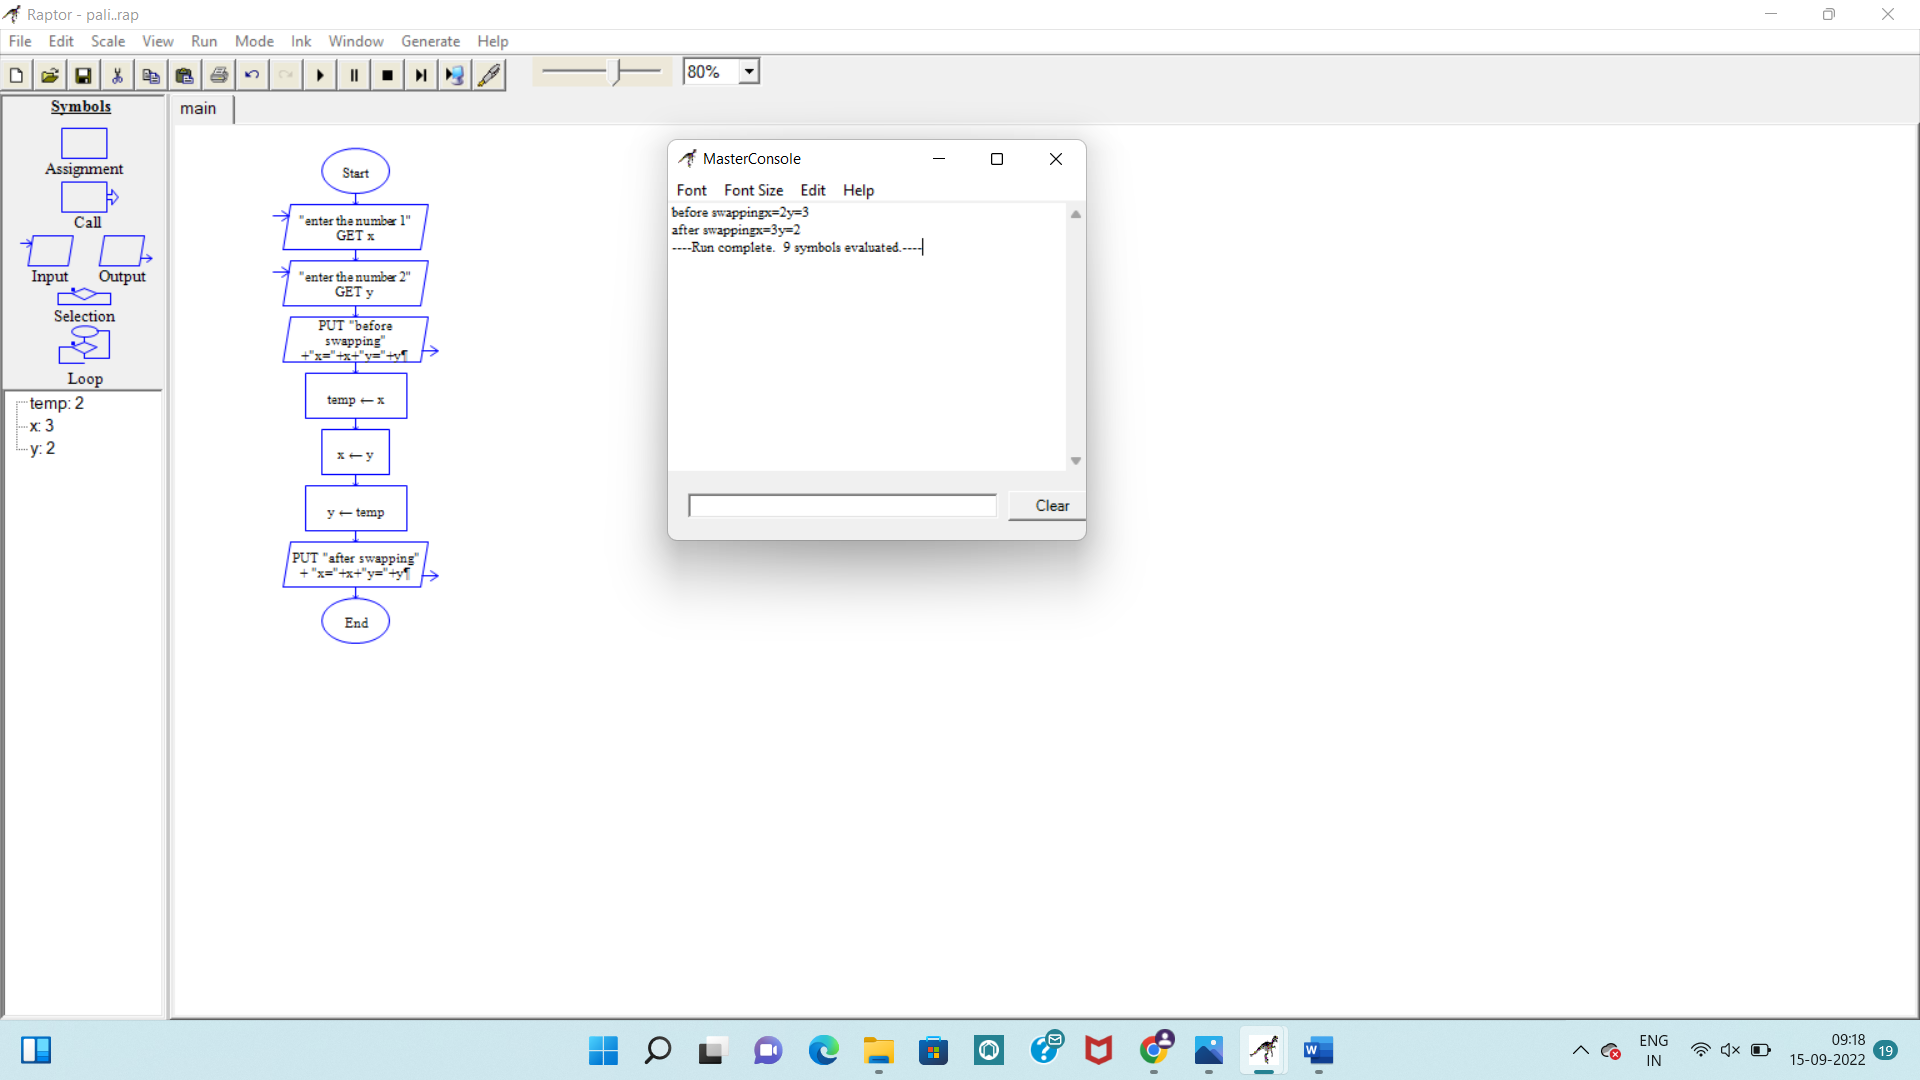 Raptor - pali..rap
File Edit Scale View Run Mode Ink Window Generate Help
80%
Symbols
Assignment
Call
Input Output
Selection
Loop
temp: 2
x: 3
y: 2
main
Start
"enter the number 1"
GET x
"enter the number 2"
GET y
PUT "before
swapping"
+"x="+x+"y="+y¶
temp ← x
x ← y
y ← temp
PUT "after swapping"
+ "x="+x+"y="+y¶
End
MasterConsole
Font Font Size Edit Help
before swappingx=2y=3
after swappingx=3y=2
----Run complete.  9 symbols evaluated.----
Clear
ENG
IN
09:18
15-09-2022
19